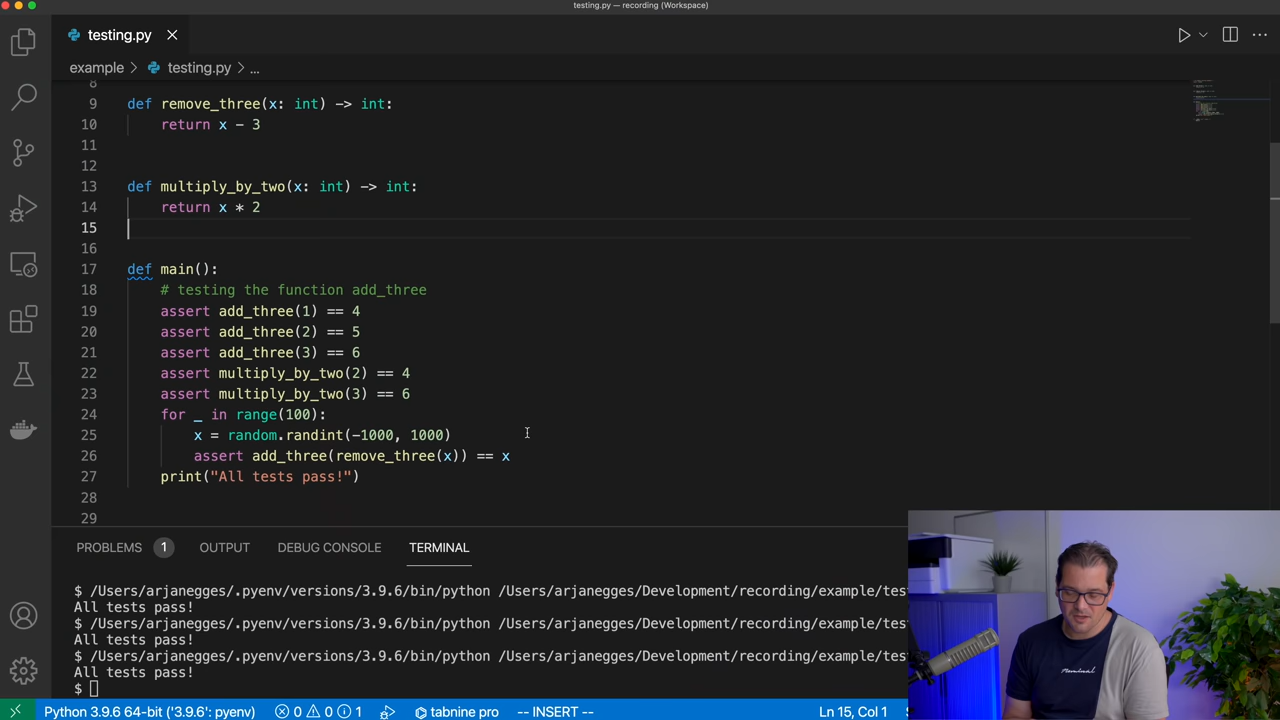 testing.py — recording (Workspace)
testing.py
example > testing.py > ...
8
9 def remove_three(x: int) -> int:
10 return x - 3
11
12
13 def multiply_by_two(x: int) -> int:
14 return x * 2
15
16
17 def main():
18 # testing the function add_three
19 assert add_three(1) == 4
20 assert add_three(2) == 5
21 assert add_three(3) == 6
22 assert multiply_by_two(2) == 4
23 assert multiply_by_two(3) == 6
24 for _ in range(100):
25 x = random.randint(-1000, 1000)
26 assert add_three(remove_three(x)) == x
27 print("All tests pass!")
28
29
PROBLEMS 1 OUTPUT DEBUG CONSOLE TERMINAL
$ /Users/arjanegges/.pyenv/versions/3.9.6/bin/python /Users/arjanegges/Development/recording/example/tes
All tests pass!
$ /Users/arjanegges/.pyenv/versions/3.9.6/bin/python /Users/arjanegges/Development/recording/example/tes
All tests pass!
$ /Users/arjanegges/.pyenv/versions/3.9.6/bin/python /Users/arjanegges/Development/recording/example/tes
All tests pass!
$
Python 3.9.6 64-bit ('3.9.6': pyenv) 0 0 1 tabnine pro -- INSERT -- Ln 15, Col 1